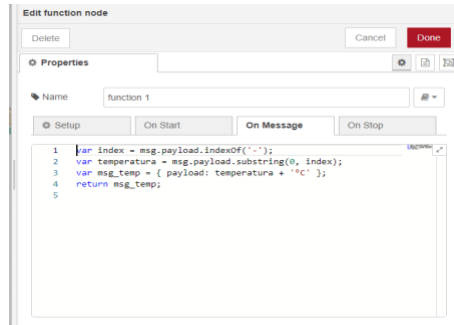 Edit function node
Delete Cancel Done
Properties
Name function 1
Setup On Start On Message On Stop
1 var index = msg.payload.indexOf('-');
2 var temperatura = msg.payload.substring(0, index);
3 var msg_temp = { payload: temperatura + '°C' };
4 return msg_temp;
5